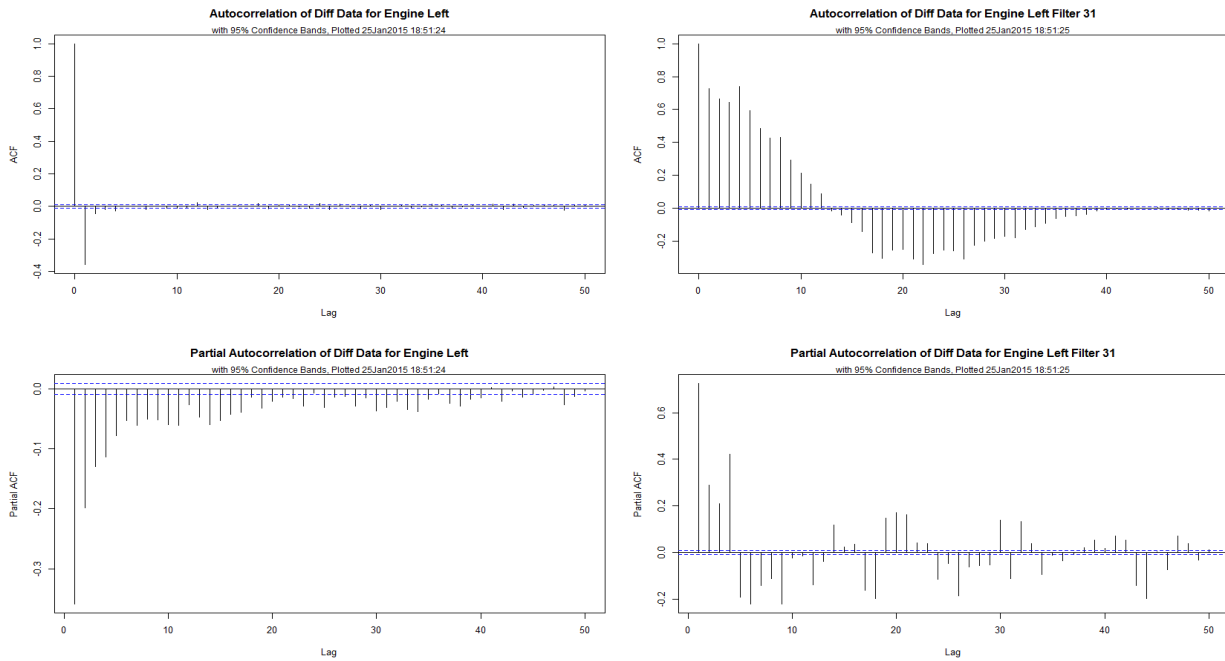 Autocorrelation of Diff Data for Engine Left
with 95% Confidence Bands, Plotted 25Jan2015 18:51:24
ACF
1.0
0.8
0.6
0.4
0.2
0.0
-0.2
-0.4
0 10 20 30 40 50
Lag
Autocorrelation of Diff Data for Engine Left Filter 31
with 95% Confidence Bands, Plotted 25Jan2015 18:51:25
ACF
1.0
0.8
0.6
0.4
0.2
0.0
-0.2
0 10 20 30 40 50
Lag
Partial Autocorrelation of Diff Data for Engine Left
with 95% Confidence Bands, Plotted 25Jan2015 18:51:24
Partial ACF
0.0
-0.1
-0.2
-0.3
0 10 20 30 40 50
Lag
Partial Autocorrelation of Diff Data for Engine Left Filter 31
with 95% Confidence Bands, Plotted 25Jan2015 18:51:25
Partial ACF
0.6
0.4
0.2
0.0
-0.2
0 10 20 30 40 50
Lag